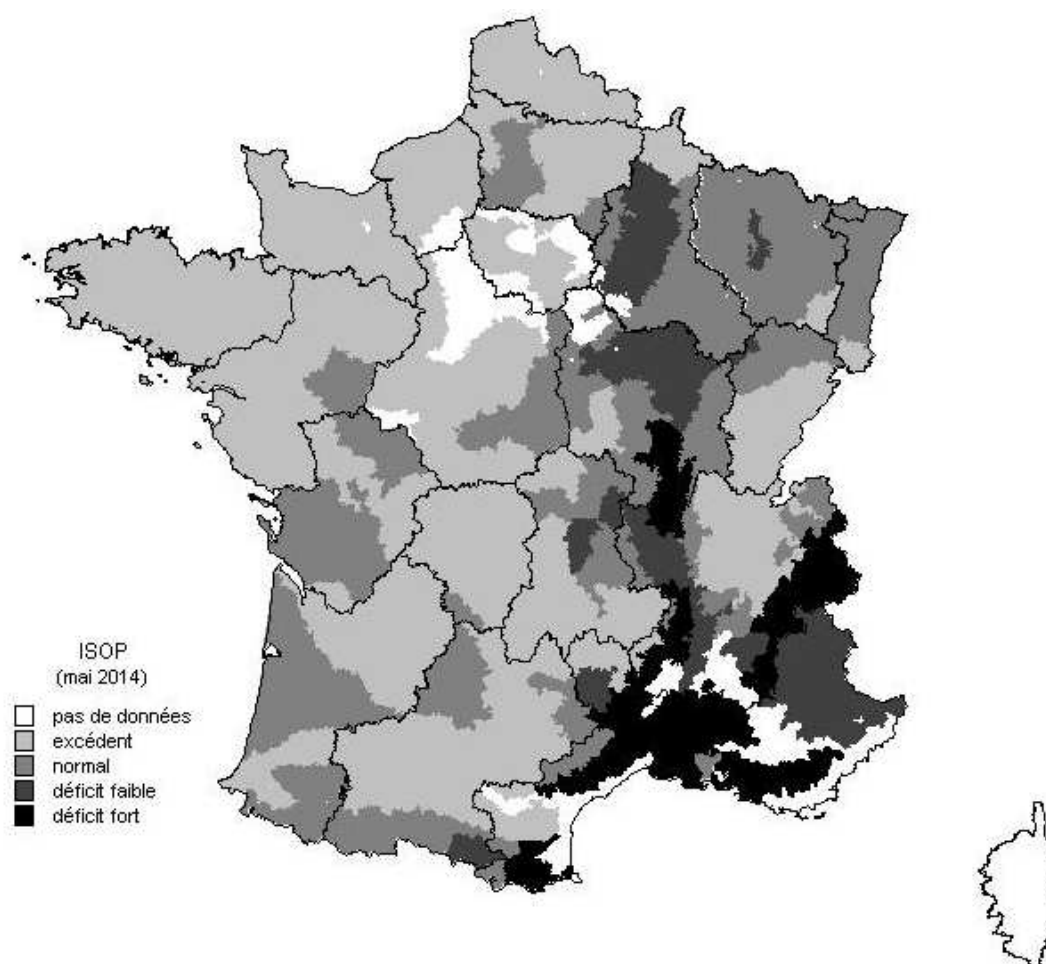 ISOP
(mai 2014)
pas de données
excédent
normal
déficit faible
déficit fort